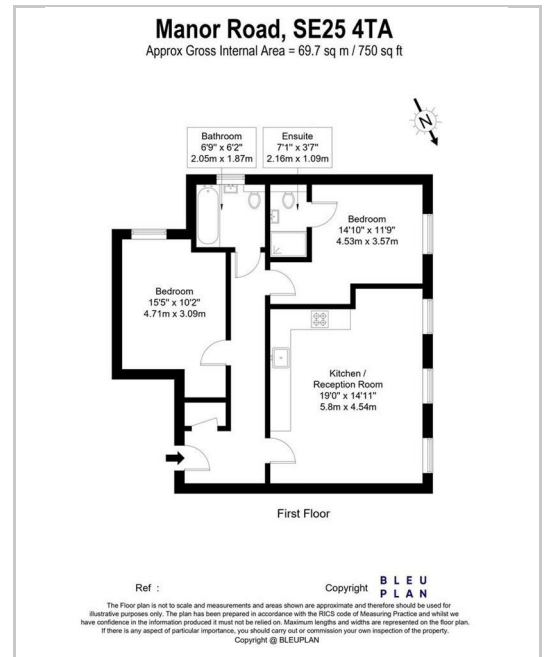 Manor Road, SE25 4TA
Approx Gross Internal Area = 69.7 sq m / 750 sq ft
N
Bathroom
6'9" x 6'2"
2.05m x 1.87m
Ensuite
7'1" x 3'7"
2.16m x 1.09m
Bedroom
14'10" x 11'9"
4.53m x 3.57m
Bedroom
15'5" x 10'2"
4.71m x 3.09m
Kitchen /
Reception Room
19'0" x 14'11"
5.8m x 4.54m
First Floor
Ref :
Copyright
BLEU
PLAN
The Floor plan is not to scale and measurements and areas shown are approximate and therefore should be used for
illustrative purposes only. The plan has been prepared in accordance with the RICS code of Measuring Practice and whilst we
have confidence in the information produced it must not be relied on. Maximum lengths and widths are represented on the floor plan.
If there is any aspect of particular importance, you should carry out or commission your own inspection of the property.
Copyright @ BLEUPLAN